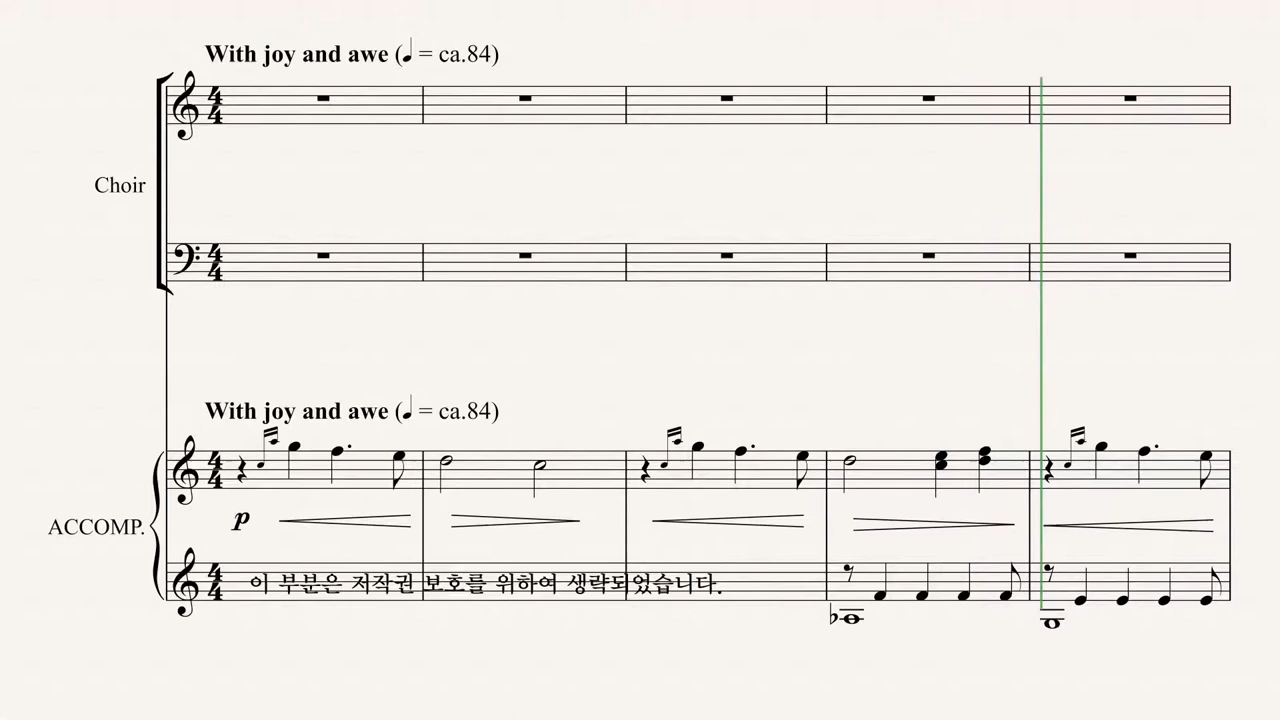 With joy and awe (♩ = ca.84)
Choir
With joy and awe (♩ = ca.84)
p
ACCOMP.
이 부분은 저작권 보호를 위하여 생략되었습니다.